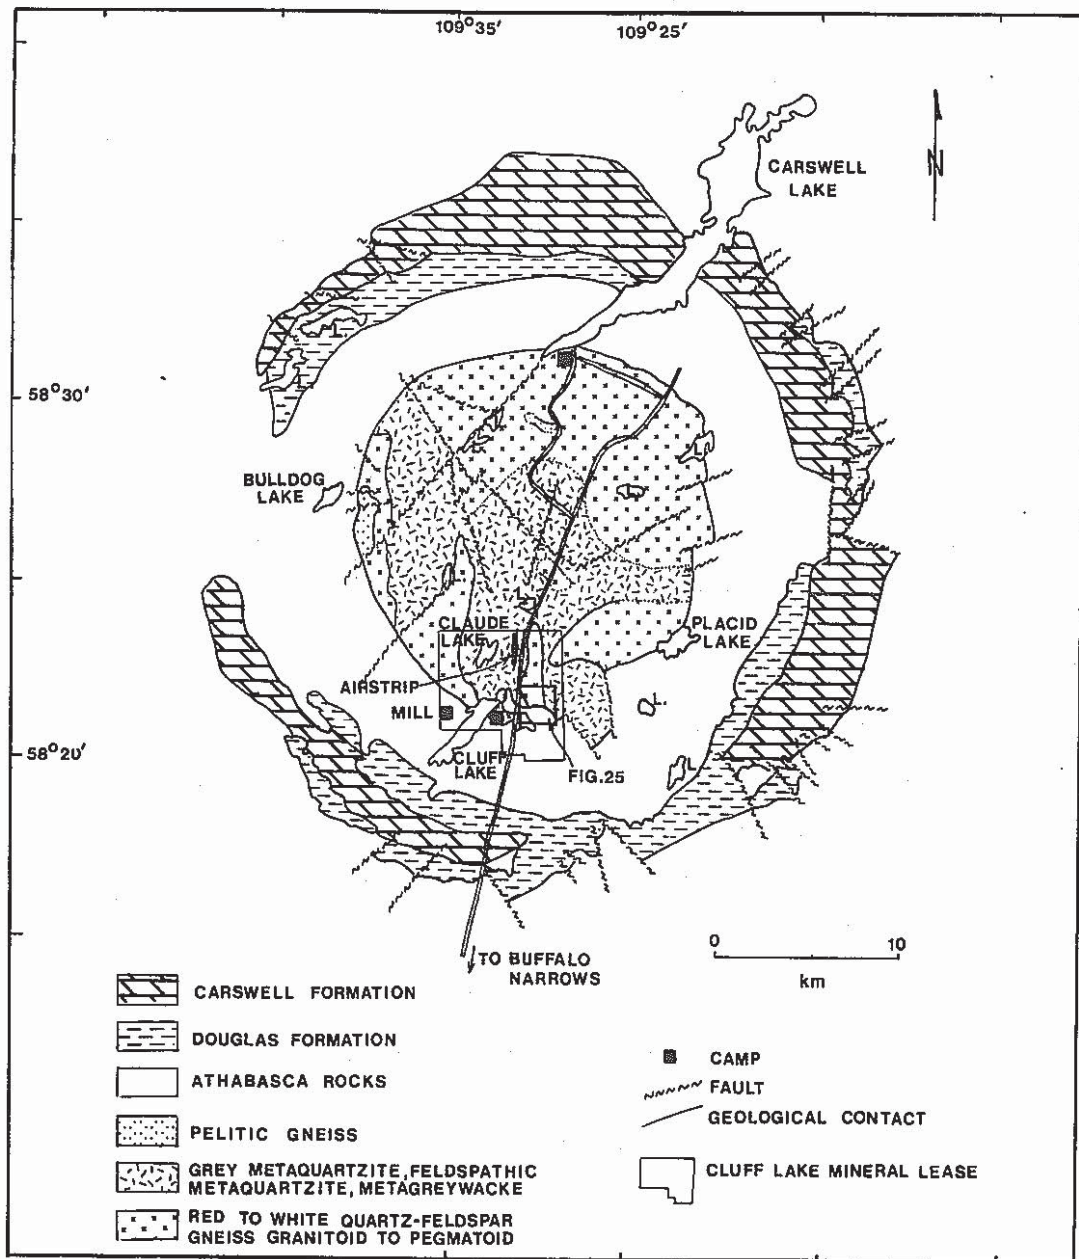 109°35' 109°25'
CARSWELL
LAKE
N
58°30'
BULLDOG
LAKE
L.
L.
L.
L.
CLAUDE
LAKE
PLACID
LAKE
AIRSTRIP
MILL
L.
58°20'
CLUFF
LAKE
L.
FIG.25
0 10
km
TO BUFFALO
NARROWS
CARSWELL FORMATION
DOUGLAS FORMATION
ATHABASCA ROCKS
PELITIC GNEISS
GREY METAQUARTZITE, FELDSPATHIC
METAQUARTZITE, METAGREYWACKE
RED TO WHITE QUARTZ-FELDSPAR
GNEISS GRANITOID TO PEGMATOID
CAMP
FAULT
GEOLOGICAL CONTACT
CLUFF LAKE MINERAL LEASE